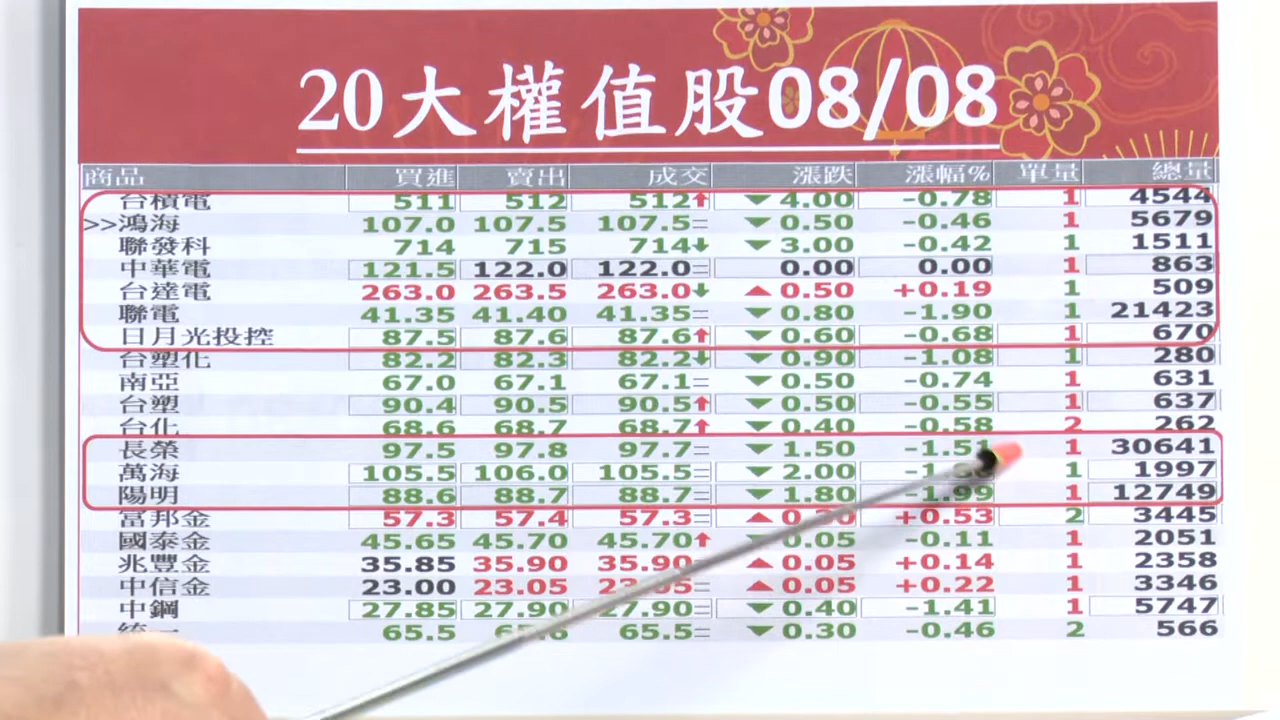 20大權值股08/08
商品 買進 賣出 成交 漲跌 漲幅% 單量 總量
台積電 511 512 512↑ ▼4.00 -0.78 1 4544
>>鴻海 107.0 107.5 107.5= ▼0.50 -0.46 1 5679
聯發科 714 715 714↓ ▼3.00 -0.42 1 1511
中華電 121.5 122.0 122.0= 0.00 0.00 1 863
台達電 263.0 263.5 263.0↓ ▲0.50 +0.19 1 509
聯電 41.35 41.40 41.35= ▼0.80 -1.90 1 21423
日月光投控 87.5 87.6 87.6↑ ▼0.60 -0.68 1 670
台塑化 82.2 82.3 82.2↓ ▼0.90 -1.08 1 280
南亞 67.0 67.1 67.1= ▼0.50 -0.74 1 631
台塑 90.4 90.5 90.5↑ ▼0.50 -0.55 1 637
台化 68.6 68.7 68.7↑ ▼0.40 -0.58 2 262
長榮 97.5 97.8 97.7= ▼1.50 -1.51 1 30641
萬海 105.5 106.0 105.5= ▼2.00 1 1997
陽明 88.6 88.7 88.7= ▼1.80 -1.99 1 12749
富邦金 57.3 57.4 57.3= ▲0.30 +0.53 2 3445
國泰金 45.65 45.70 45.70↑ ▼0.05 -0.11 1 2051
兆豐金 35.85 35.90 35.90= ▲0.05 +0.14 1 2358
中信金 23.00 23.05 23.05= ▲0.05 +0.22 1 3346
中鋼 27.85 27.90 27.90= ▼0.40 -1.41 1 5747
統一 65.5 65.6 65.5= ▼0.30 -0.46 2 566